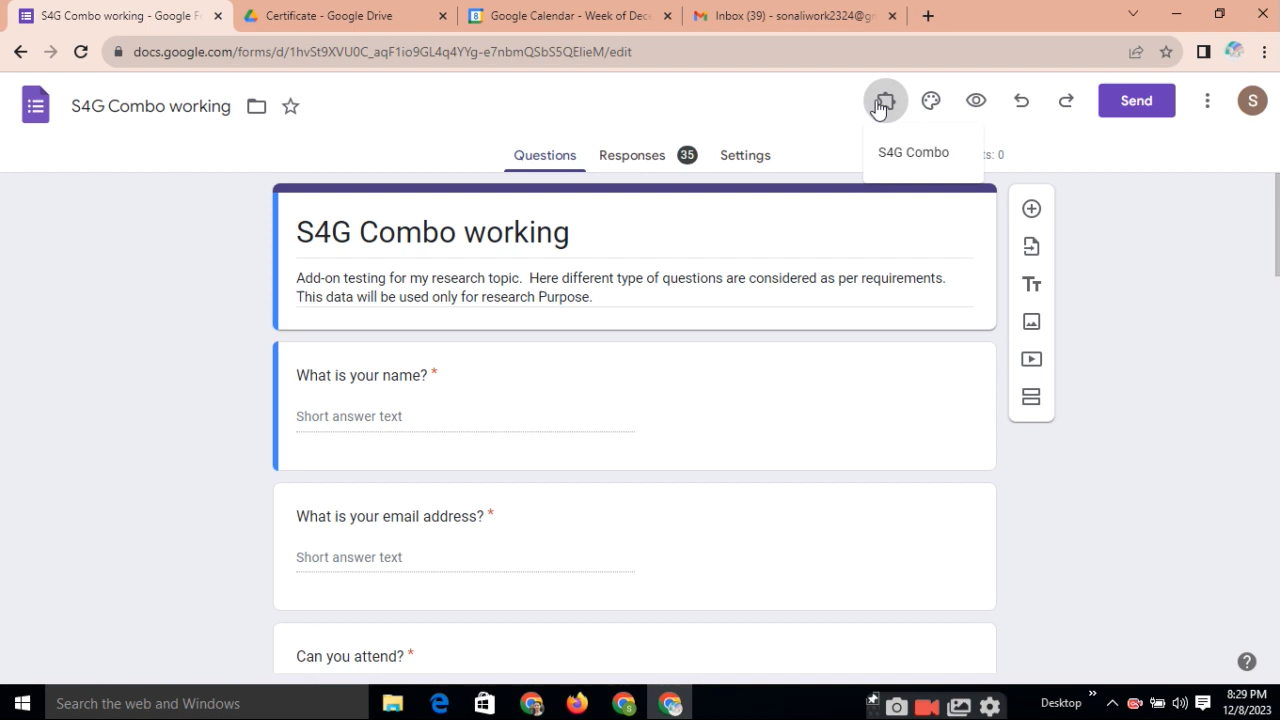 S4G Combo working - Google F
Certificate - Google Drive
Google Calendar - Week of Dece
Inbox (39) - sonaliwork2324@gm
docs.google.com/forms/d/1hvSt9XVU0C_aqF1io9GL4q4YYg-e7nbmQSbS5QElieM/edit
S4G Combo working
Send
S
Questions
Responses 35
Settings
S4G Combo
ts: 0
S4G Combo working
Add-on testing for my research topic. Here different type of questions are considered as per requirements.
This data will be used only for research Purpose.
What is your name? *
Short answer text
What is your email address? *
Short answer text
Can you attend? *
Search the web and Windows
Desktop
8:29 PM
12/8/2023